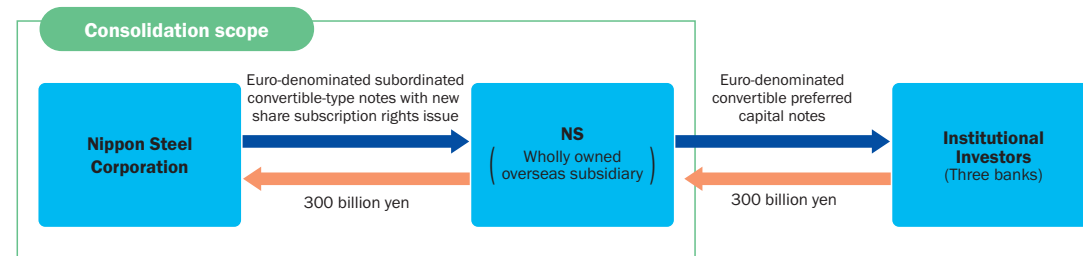 Consolidation scope
Nippon Steel
Corporation
Euro-denominated subordinated
convertible-type notes with new
share subscription rights issue
300 billion yen
NS
(Wholly owned
overseas subsidiary)
Euro-denominated
convertible preferred
capital notes
300 billion yen
Institutional
Investors
(Three banks)